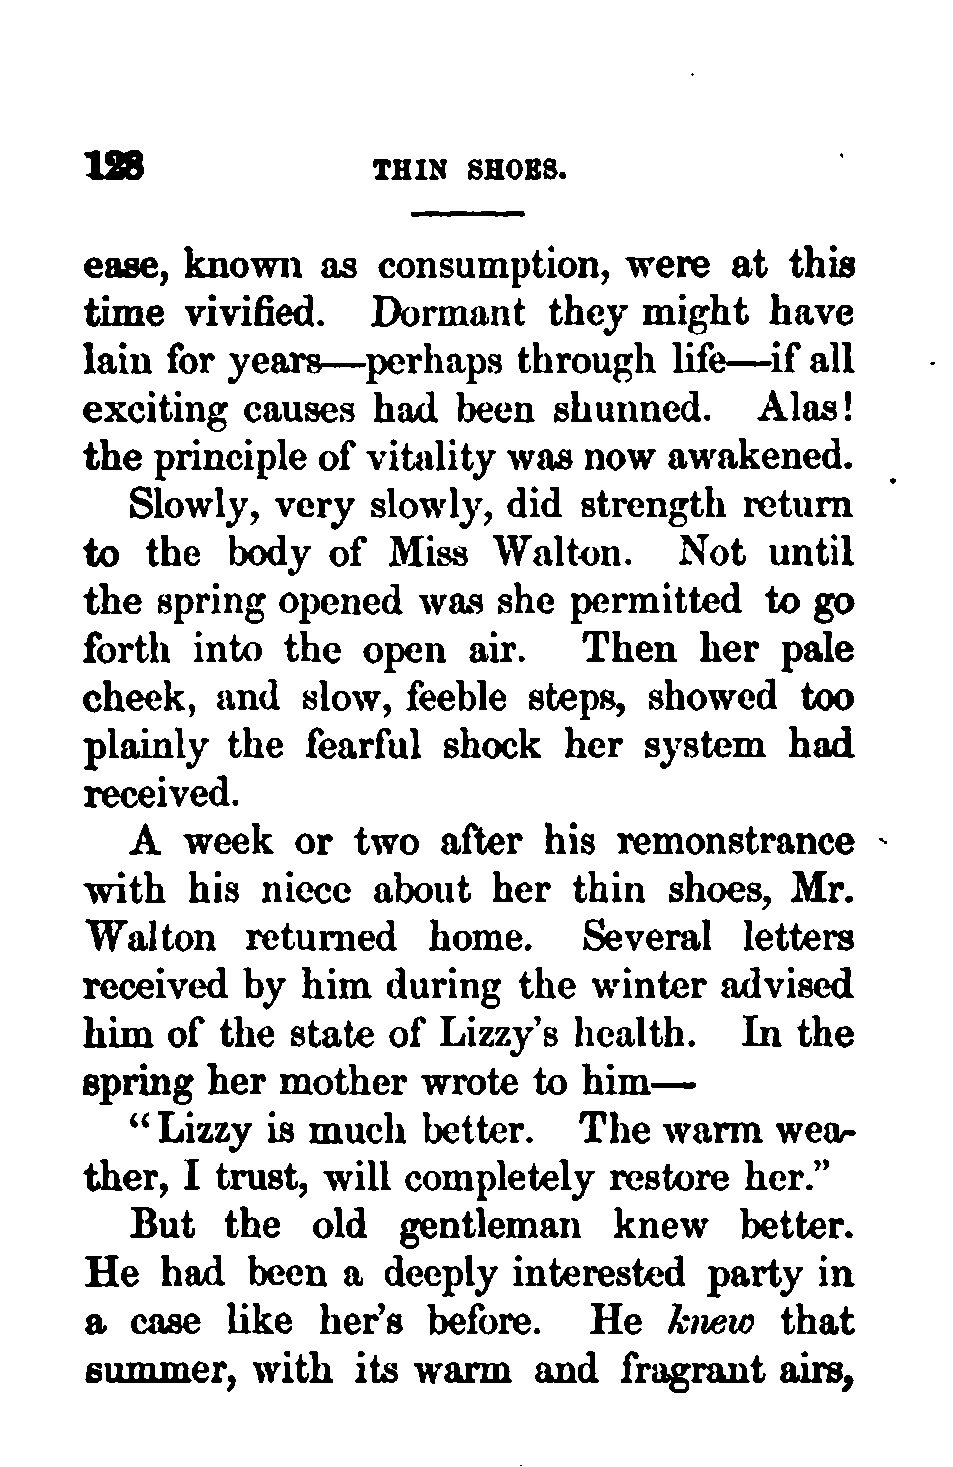 128 THIN SHOES.
ease, known as consumption, were at this
time vivified. Dormant they might have
lain for years—perhaps through life—if all
exciting causes had been shunned. Alas!
the principle of vitality was now awakened.
Slowly, very slowly, did strength return
to the body of Miss Walton. Not until
the spring opened was she permitted to go
forth into the open air. Then her pale
cheek, and slow, feeble steps, showed too
plainly the fearful shock her system had
received.
A week or two after his remonstrance
with his niece about her thin shoes, Mr.
Walton returned home. Several letters
received by him during the winter advised
him of the state of Lizzy's health. In the
spring her mother wrote to him—
"Lizzy is much better. The warm wea-
ther, I trust, will completely restore her."
But the old gentleman knew better.
He had been a deeply interested party in
a case like her's before. He knew that
summer, with its warm and fragrant airs,